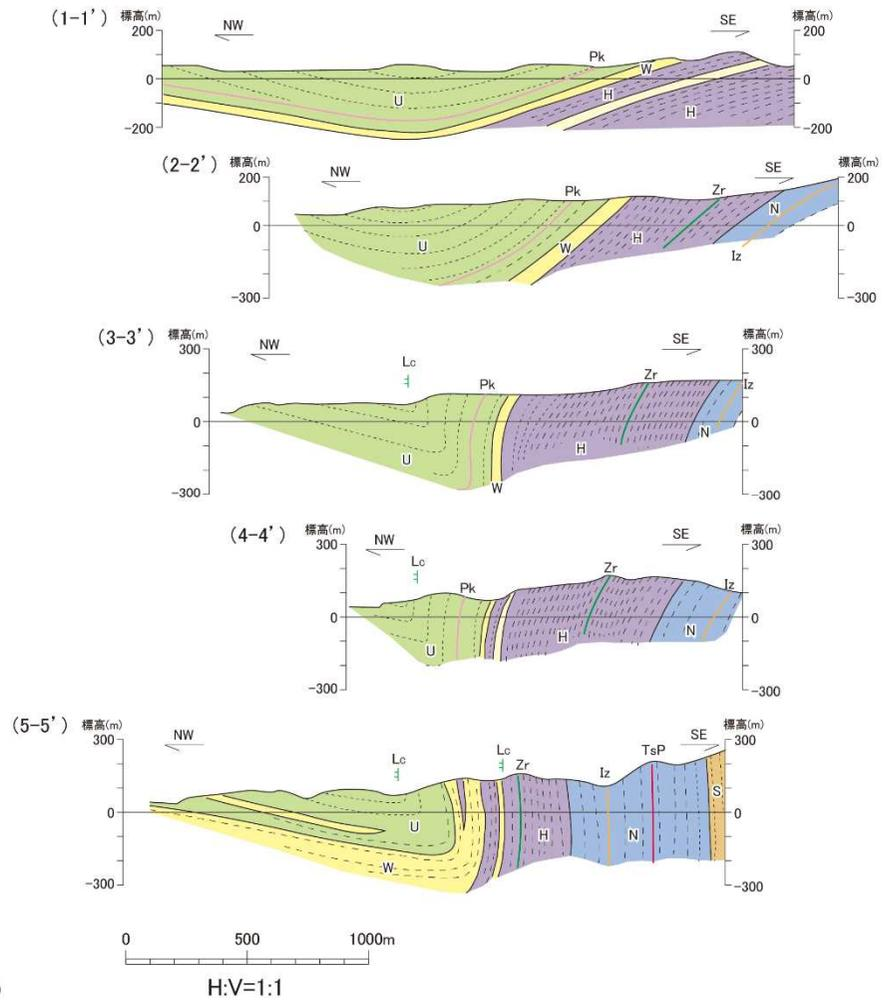 (1-1’)
標高(m)
NW
SE
標高(m)
200
0
-200
Pk
W
U
H
H
200
0
-200
(2-2’)
標高(m)
NW
SE
標高(m)
200
0
-300
Pk
Zr
N
U
W
H
Iz
200
0
-300
(3-3’)
標高(m)
NW
SE
標高(m)
300
0
-300
Lc
Pk
Zr
Iz
U
W
H
N
300
0
-300
(4-4’)
標高(m)
NW
SE
標高(m)
300
0
-300
Lc
Pk
Zr
Iz
U
H
N
300
0
-300
(5-5’)
標高(m)
NW
SE
標高(m)
300
0
-300
Lc
Lc
Zr
Iz
TsP
S
U
H
N
W
300
0
-300
0 500 1000m
H:V=1:1